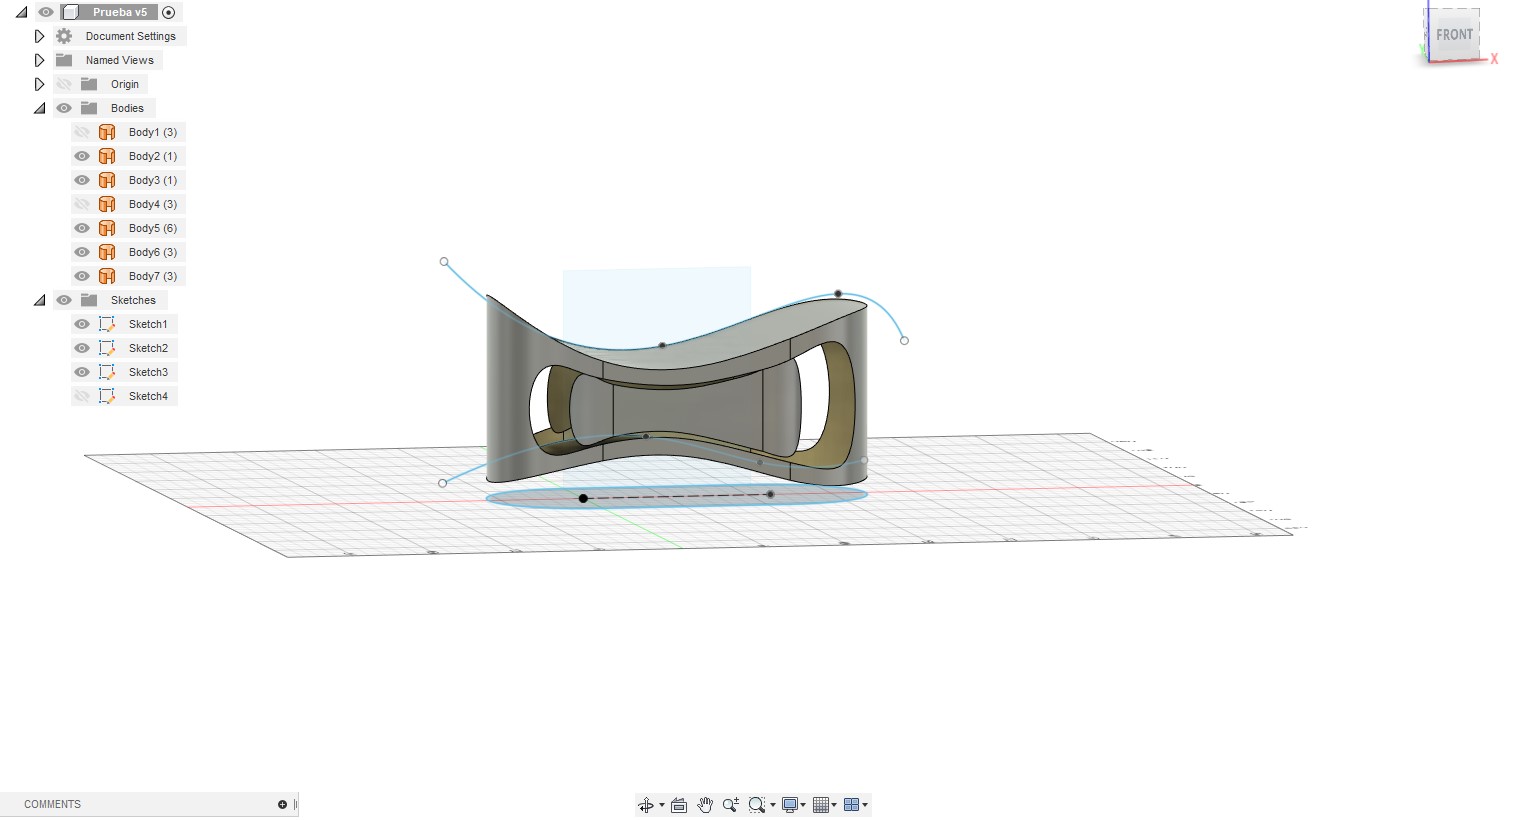 Prueba v5
Document Settings
Named Views
Origin
Bodies
Body1 (3)
Body2 (1)
Body3 (1)
Body4 (3)
Body5 (6)
Body6 (3)
Body7 (3)
Sketches
Sketch1
Sketch2
Sketch3
Sketch4
FRONT
X
COMMENTS